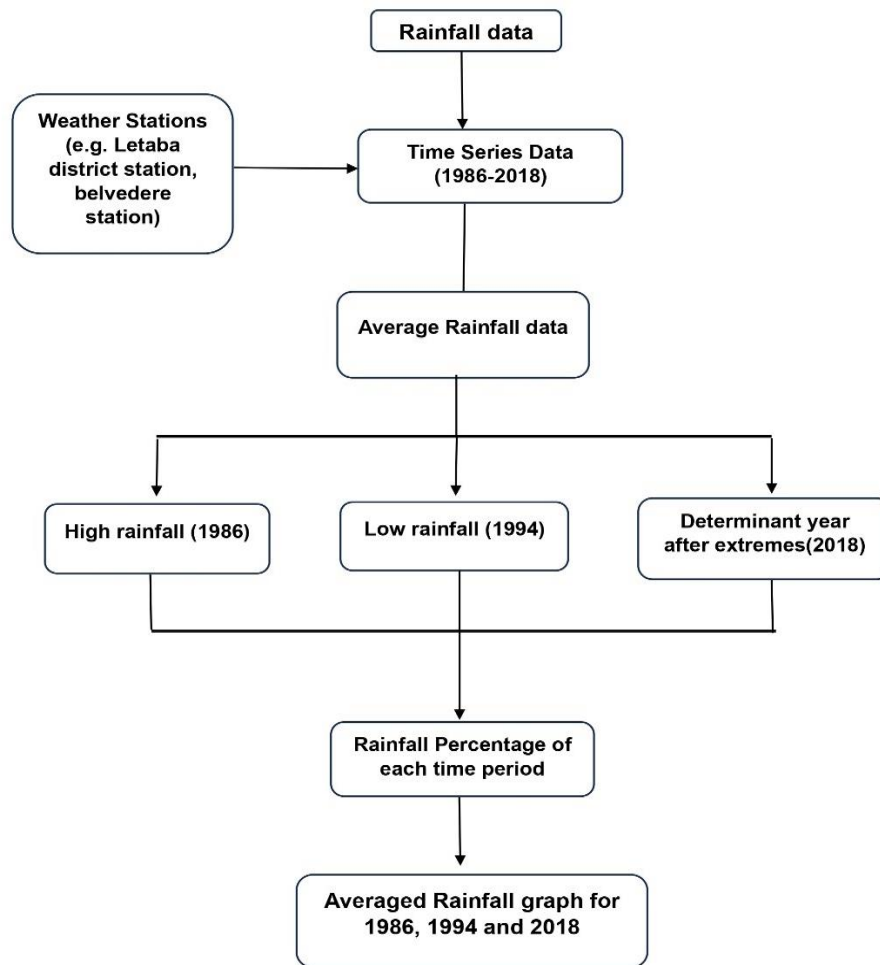 Rainfall data
Weather Stations
(e.g. Letaba
district station,
belvedere
station)
Time Series Data
(1986-2018)
Average Rainfall data
High rainfall (1986)
Low rainfall (1994)
Determinant year
after extremes(2018)
Rainfall Percentage of
each time period
Averaged Rainfall graph for
1986, 1994 and 2018